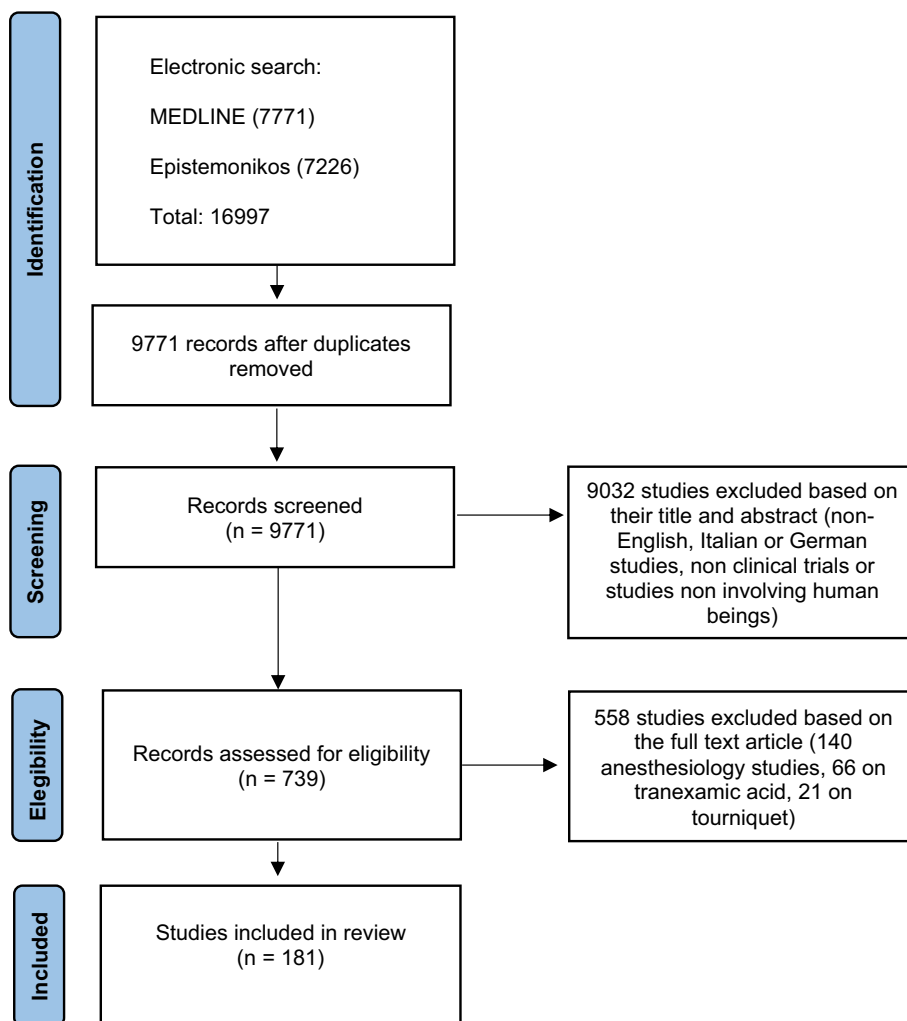 Identification
Electronic search:
MEDLINE (7771)
Epistemonikos (7226)
Total: 16997
9771 records after duplicates
removed
Screening
Records screened
(n = 9771)
9032 studies excluded based on
their title and abstract (non-
English, Italian or German
studies, non clinical trials or
studies non involving human
beings)
Elegibility
Records assessed for eligibility
(n = 739)
558 studies excluded based on
the full text article (140
anesthesiology studies, 66 on
tranexamic acid, 21 on
tourniquet)
Included
Studies included in review
(n = 181)